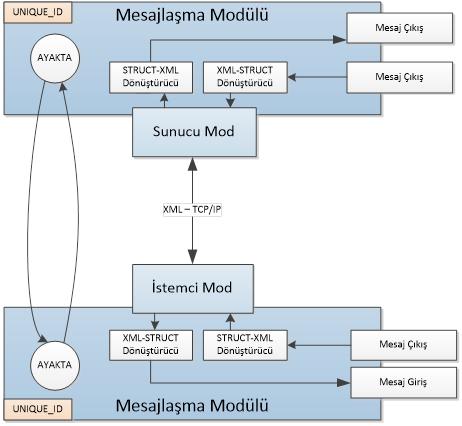 UNIQUE_ID
Mesajlaşma Modülü
Mesaj Çıkış
AYAKTA
STRUCT-XML
Dönüştürücü
XML-STRUCT
Dönüştürücü
Mesaj Çıkış
Sunucu Mod
XML – TCP/IP
İstemci Mod
XML-STRUCT
Dönüştürücü
STRUCT-XML
Dönüştürücü
Mesaj Çıkış
AYAKTA
Mesaj Giriş
UNIQUE_ID
Mesajlaşma Modülü